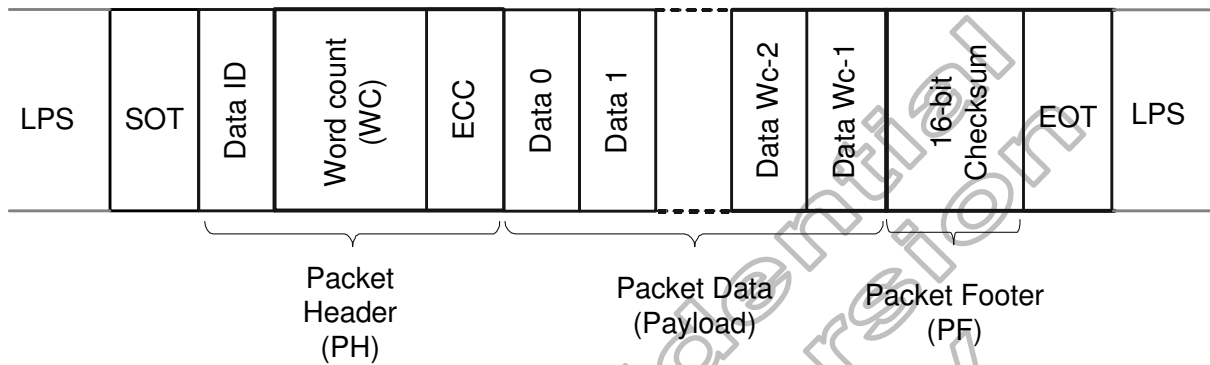 LPS
SOT
Data ID
Word count
(WC)
ECC
Data 0
Data 1
Data Wc-2
Data Wc-1
16-bit
Checksum
EOT
LPS
Packet
Header
(PH)
Packet Data
(Payload)
Packet Footer
(PF)